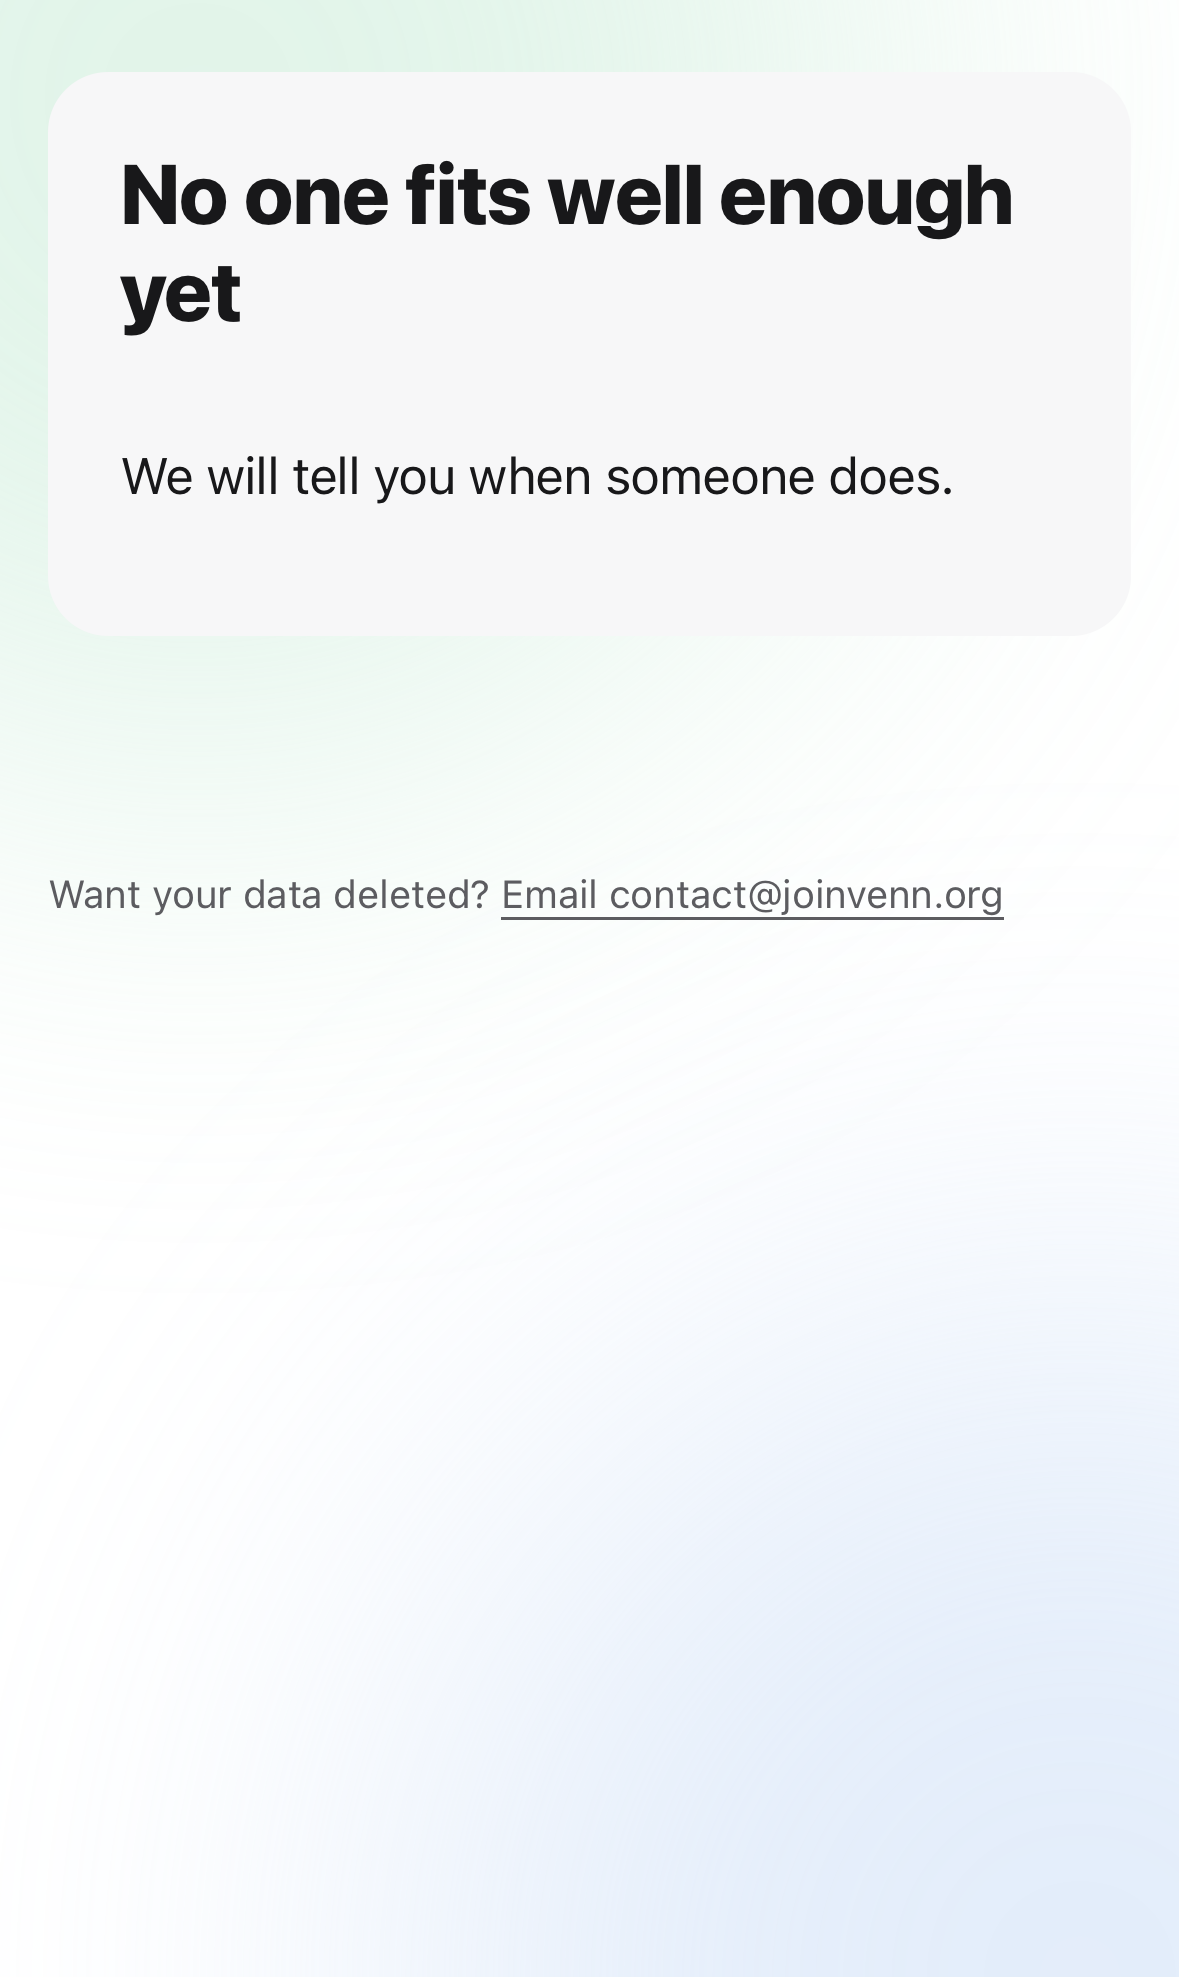 No one fits well enough
yet
We will tell you when someone does.
Want your data deleted? Email contact@joinvenn.org